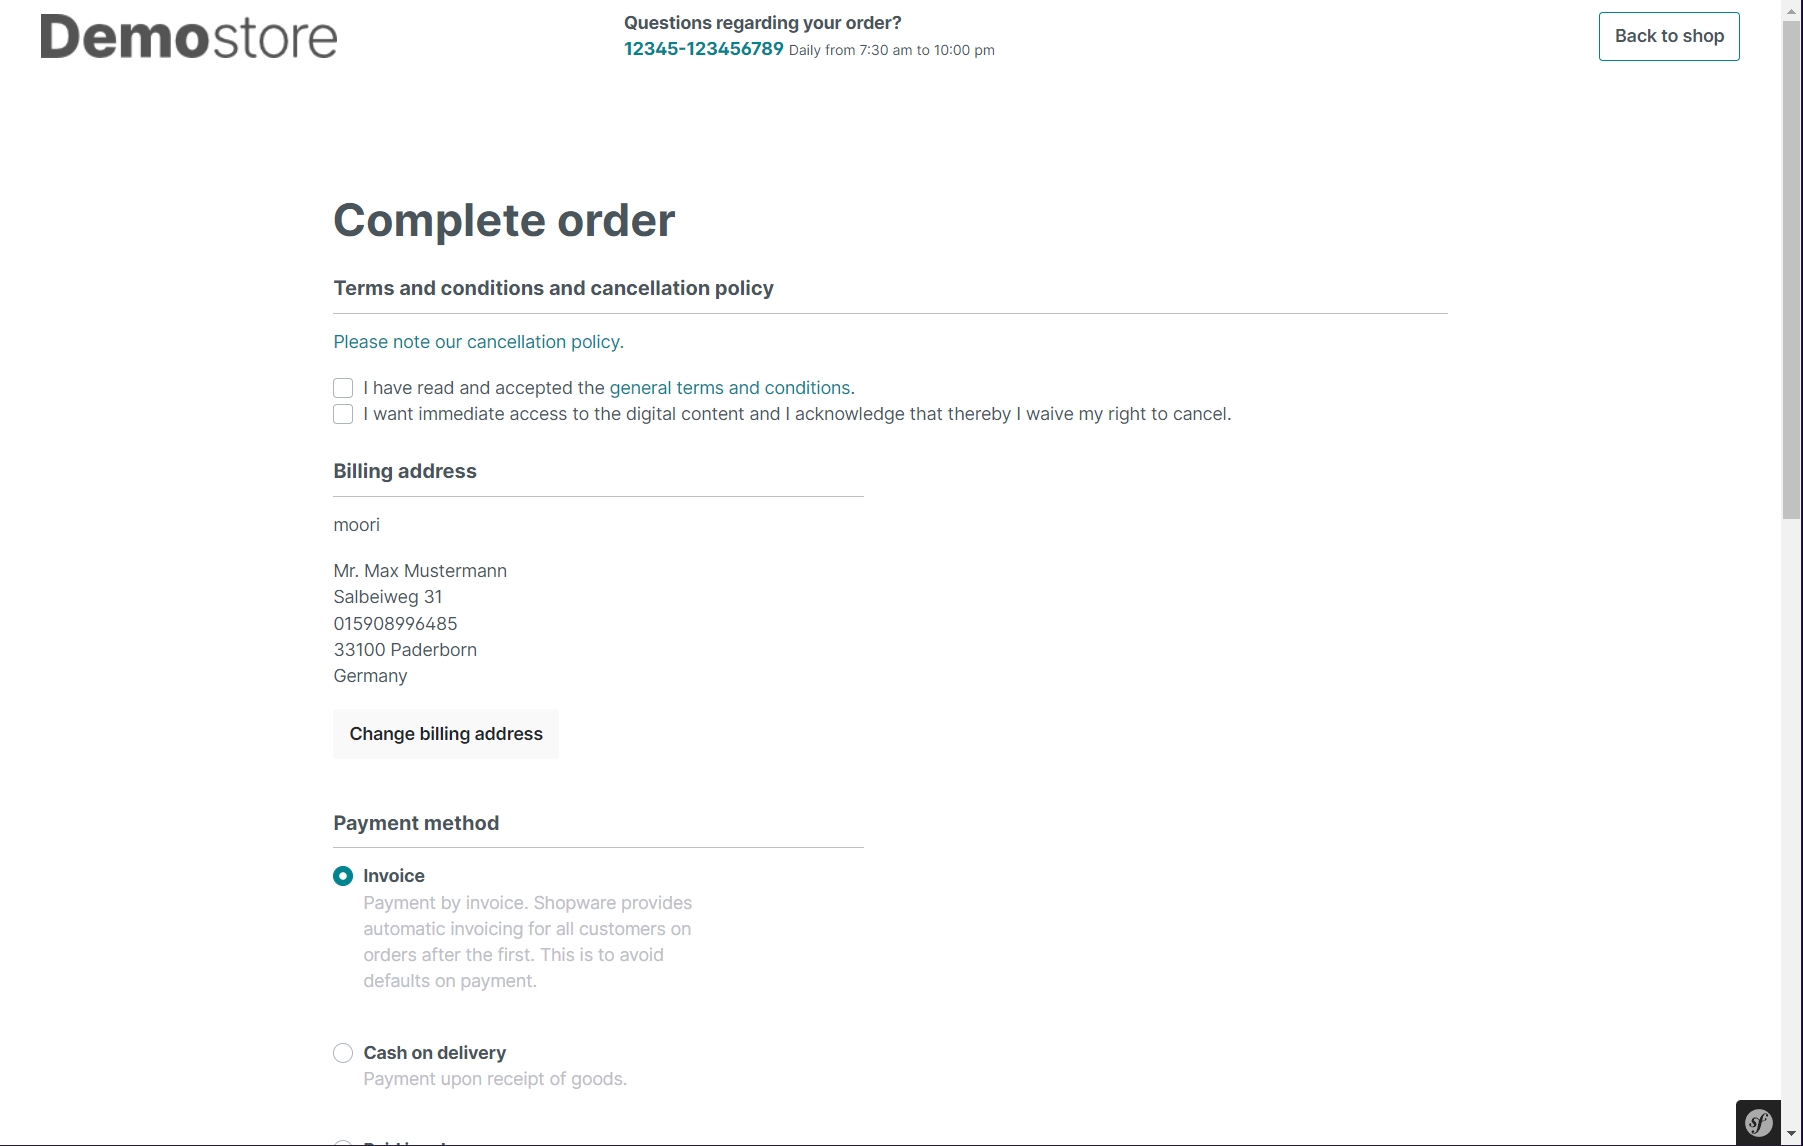 Demostore
Questions regarding your order?
12345-123456789 Daily from 7:30 am to 10:00 pm
Back to shop
Complete order
Terms and conditions and cancellation policy
Please note our cancellation policy.
I have read and accepted the general terms and conditions.
I want immediate access to the digital content and I acknowledge that thereby I waive my right to cancel.
Billing address
moori
Mr. Max Mustermann
Salbeiweg 31
015908996485
33100 Paderborn
Germany
Change billing address
Payment method
Invoice
Payment by invoice. Shopware provides
automatic invoicing for all customers on
orders after the first. This is to avoid
defaults on payment.
Cash on delivery
Payment upon receipt of goods.
sf